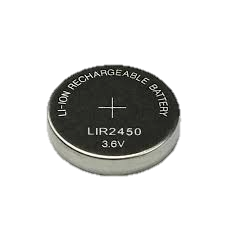 LI-ION RECHARGEABLE BATTERY
+
LIR2450
3.6V